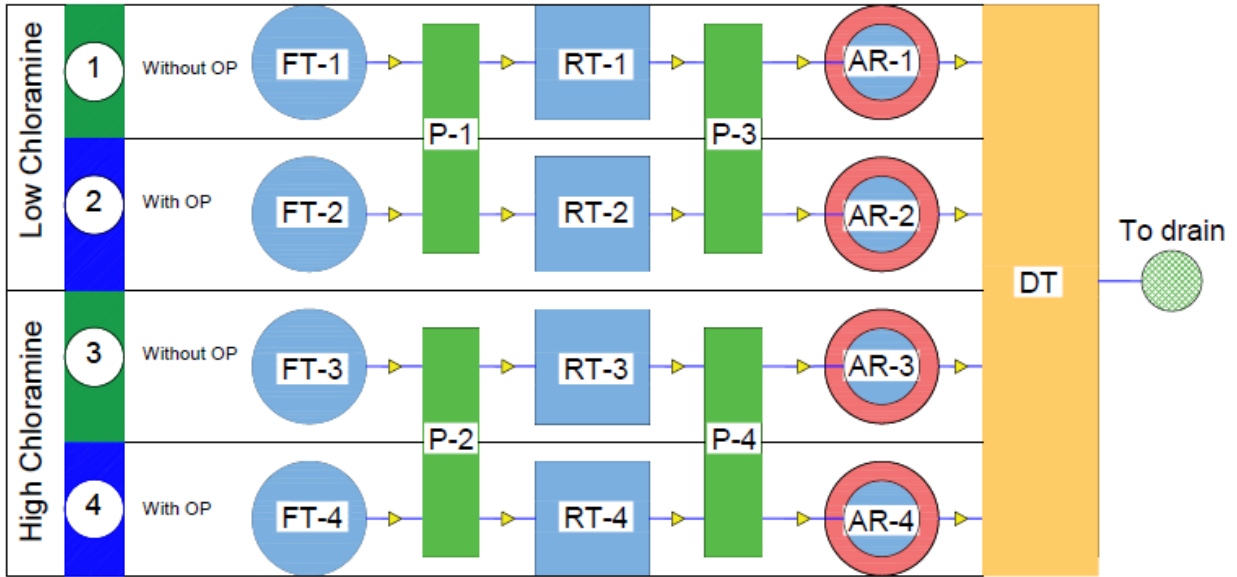 Low Chloramine
1
Without OP
FT-1
RT-1
AR-1
P-1
P-3
2
With OP
FT-2
RT-2
AR-2
To drain
DT
High Chloramine
3
Without OP
FT-3
RT-3
AR-3
P-2
P-4
4
With OP
FT-4
RT-4
AR-4